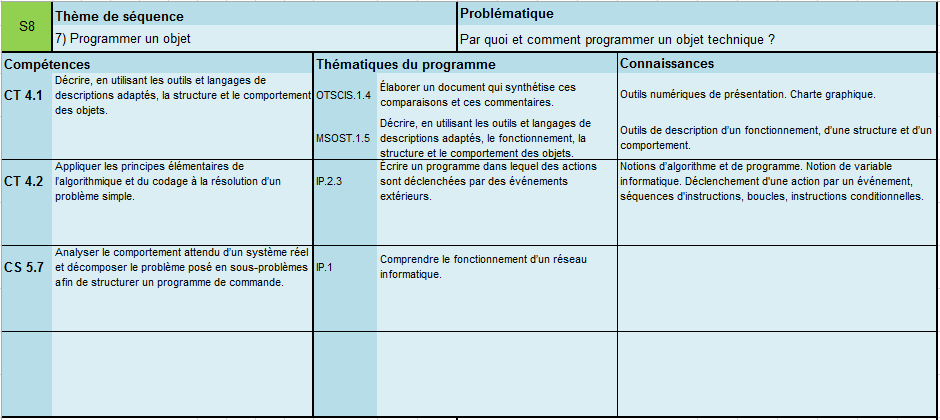 S8
Thème de séquence
7) Programmer un objet
Problématique
Par quoi et comment programmer un objet technique ?
Compétences
Thématiques du programme
Connaissances
CT 4.1
Décrire, en utilisant les outils et langages de
descriptions adaptés, la structure et le comportement
des objets.
OTSCIS.1.4
Élaborer un document qui synthétise ces
comparaisons et ces commentaires.
Outils numériques de présentation. Charte graphique.
MSOST.1.5
Décrire, en utilisant les outils et langages de
descriptions adaptés, le fonctionnement, la
structure et le comportement des objets.
Outils de description d'un fonctionnement, d'une structure et d'un
comportement.
CT 4.2
Appliquer les principes élémentaires de
l'algorithmique et du codage à la résolution d'un
problème simple.
IP.2.3
Écrire un programme dans lequel des actions
sont déclenchées par des événements
extérieurs.
Notions d'algorithme et de programme. Notion de variable
informatique. Déclenchement d'une action par un événement,
séquences d'instructions, boucles, instructions conditionnelles.
CS 5.7
Analyser le comportement attendu d'un système réel
et décomposer le problème posé en sous-problèmes
afin de structurer un programme de commande.
IP.1
Comprendre le fonctionnement d'un réseau
informatique.